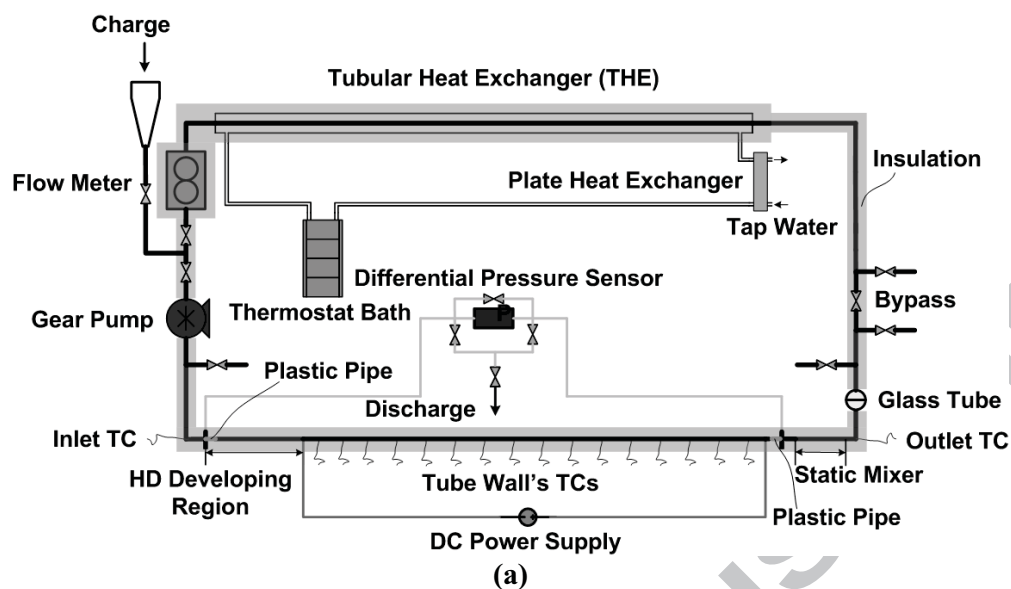 Charge
Tubular Heat Exchanger (THE)
Insulation
Flow Meter
Plate Heat Exchanger
Tap Water
Differential Pressure Sensor
Thermostat Bath
P
Bypass
Gear Pump
Plastic Pipe
Discharge
Glass Tube
Inlet TC
Outlet TC
HD Developing
Region
Tube Wall's TCs
Static Mixer
Plastic Pipe
DC Power Supply
(a)